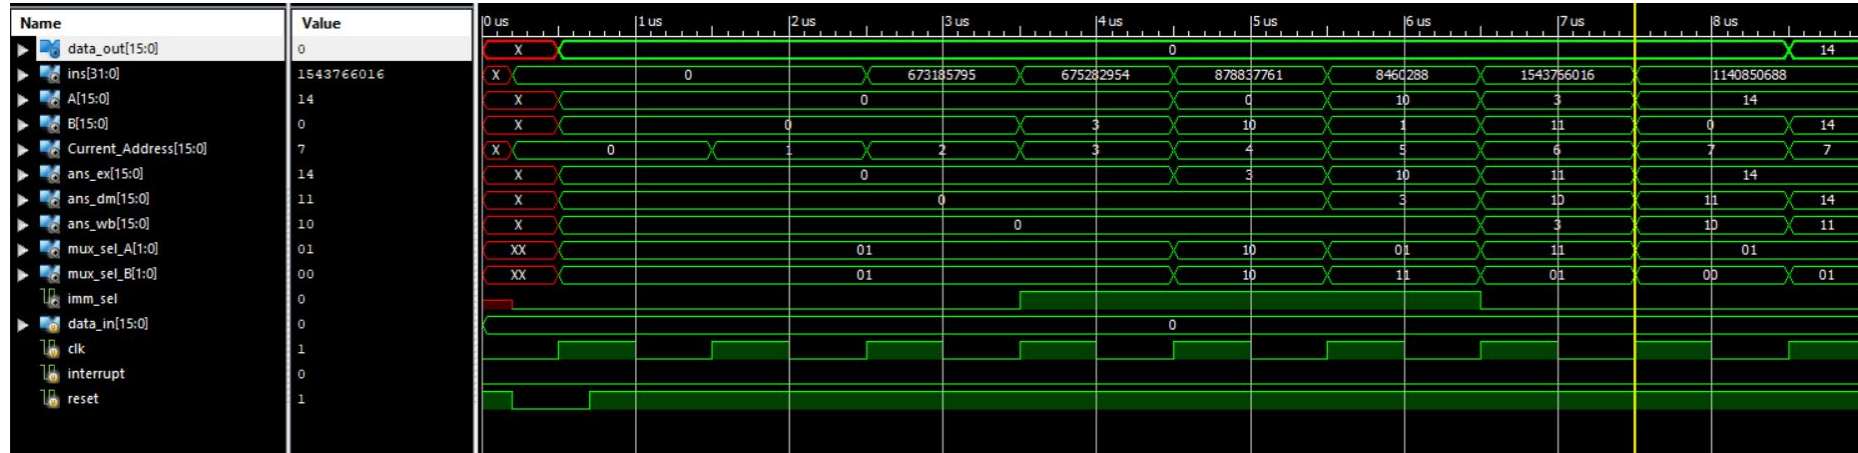 Name Value 0 us 1 us 2 us 3 us 4 us 5 us 6 us 7 us 8 us
data_out[15:0] 0 X 0 14
ins[31:0] 1543766016 X 0 673185795 675282954 878837761 8460288 1543766016 1140850688
A[15:0] 14 X 0 0 10 3 14
B[15:0] 0 X 0 3 10 1 11 0 14
Current_Address[15:0] 7 X 0 1 2 3 4 5 6 7 7
ans_ex[15:0] 14 X 0 3 10 11 14
ans_dm[15:0] 11 X 0 3 10 11 14
ans_wb[15:0] 10 X 0 3 10 11
mux_sel_A[1:0] 01 XX 01 10 01 11 01
mux_sel_B[1:0] 00 XX 01 10 11 01 00 01
imm_sel 0
data_in[15:0] 0 0
clk 1
interrupt 0
reset 1